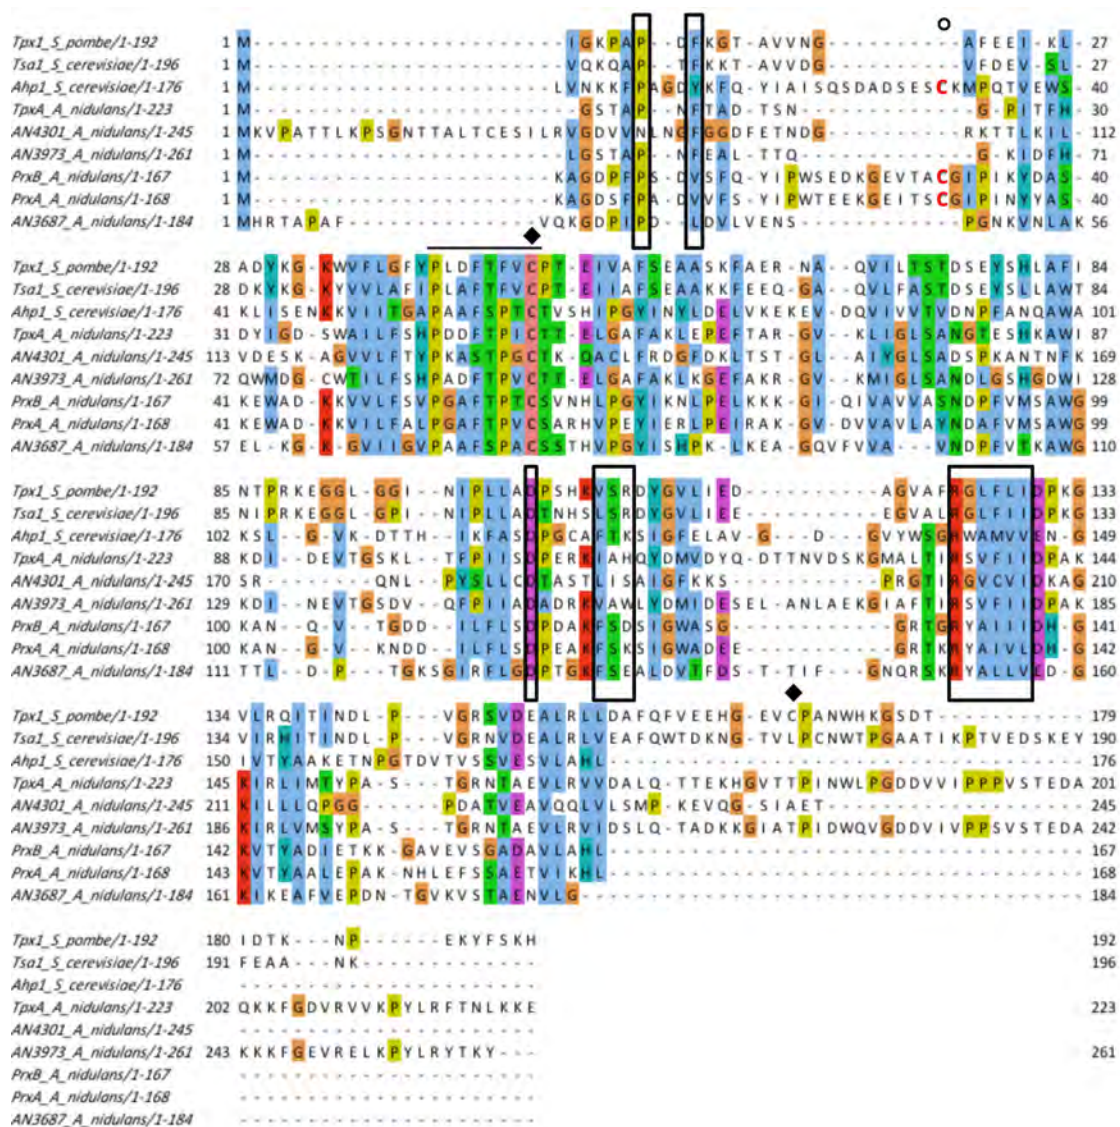 Tpx1_S_pombe/1-192 1 M-----------------IGKPAP--DFKGT-AVVNG------------AFEEI-KL- 27
Tsa1_S_cerevisiae/1-196 1 M-----------------VQKQAP--TFKKT-AVVDG------------VFDEV-SL- 27
Ahp1_S_cerevisiae/1-176 1 M-----------------LVNKKFPAGDYKFQ-YIAISQSDADSESCKMPQTVEWS- 40
TpxA_A_nidulans/1-223 1 M-----------------GSTAP--NFTAD-TSN------------G-PITFH- 30
AN4301_A_nidulans/1-245 1 MKVPATTLKPSGNTTALTCESILRVGDVVNLNGFGGDFETNDG-------RKTTLKIL- 112
AN3973_A_nidulans/1-261 1 M-----------------LGSTAP--NFEAL-TTQ------------G-KIDFH- 71
PrxB_A_nidulans/1-167 1 M-----------------KAGDPFPSDVSFQ-YIPWSEDKGEVTACGIPIKYDAS- 40
PrxA_A_nidulans/1-168 1 M-----------------KAGDSFPADVVFS-YIPWTEEKGEITSCGIPINYYAS- 40
AN3687_A_nidulans/1-184 1 MHRTAPAF-----------VQKGDPIPD--LDVLVENS---------PGNKVNLAK 56
Tpx1_S_pombe/1-192 28 ADYKG-KWVFLGFYPLDFTFVCPT-EIVAFSEAASKFAER-NA--QVILTSTDSEYSHLAFI 84
Tsa1_S_cerevisiae/1-196 28 DKYKG-KYVVLAFIPLAFTFVCPT-EIIAFSEAAKKFEEQ-GA--QVLFASTDSEYSLLAWT 84
Ahp1_S_cerevisiae/1-176 41 KLISENKKVIITGAPAAFSPTCTVSHIPGYINYLDELVKEKEV-DQVIVVTVDNPFANQAWA 101
TpxA_A_nidulans/1-223 31 DYIGD-SWAILFSHPDDFTPICTT-ELGAFAKLEPEFTAR-GV--KLIGLSANGTESHKAWI 87
AN4301_A_nidulans/1-245 113 VDESK-AGVVLFTYPKASTPGCTK-QACLFRDGFDKLTST-GL--AIYGLSADSPKANTNFK 169
AN3973_A_nidulans/1-261 72 QWMDG-CWTILFSHPADFTPVCTT-ELGAFAKLKGEFAKR-GV--KMIGLSANDLGSHGDWI 128
PrxB_A_nidulans/1-167 41 KEWAD-KKVVLFSVPGAFTPTCSVNHLPGYIKNLPELKKK-G-IQIVAVVASNDPFVMSAWG 99
PrxA_A_nidulans/1-168 41 KEWAD-KKVILFALPGAFTPVCSARHVPEYIERLPEIRAK-G-VDVVAVLAYNDAFVMSAWG 99
AN3687_A_nidulans/1-184 57 EL-KG-KGVIIGVPAAFSPACSSTHVPGYISHPK-LKEA-GQVFVVA--VNDPFVTKAWG 110
Tpx1_S_pombe/1-192 85 NTPRKEGGL-GGI--NIPLLADPSHKVSRDYGVLIED--------AGVAFRGLFLIDPKG 133
Tsa1_S_cerevisiae/1-196 85 NIPRKEGGL-GPI--NIPLLADTNHSLSRDYGVLIEE--------EGVALRGLFIIDPKG 133
Ahp1_S_cerevisiae/1-176 102 KSL--G-VK-DTTH--IKFASDPGCAFTKSIGFELAV-G--D---GVYWSGHWAMVVEN-G 149
TpxA_A_nidulans/1-223 88 KDI--DEVTGSKL--TFPIISDPERKIAHQYDMVDYQ-DTTNVDSKGMALTIRSVFIIDPAK 144
AN4301_A_nidulans/1-245 170 SR-------QNL--PYSLLCDTASTLISAIGFKKS---------PRGTIRGVCVIDKAG 210
AN3973_A_nidulans/1-261 129 KDI--NEVTGSDV--QFPIIADADRKVAWLYDMIDESEL-ANLAEKGIAFTIRSVFIIDPAK 185
PrxB_A_nidulans/1-167 100 KAN--Q-V--TGDD--ILFLSDPDAKFSDSIGWASG---------GRTGRYAIIIDH-G 141
PrxA_A_nidulans/1-168 100 KAN--G-V--KNDD--ILFLSDPEAKFSKSIGWADEE--------GRTKRYAIVLDH-G 142
AN3687_A_nidulans/1-184 111 TTL--D-P--TGKSGIRFLGDPTGKFSEALDVTFDS-TTIF---GNQRSKRYALLVED-G 160
Tpx1_S_pombe/1-192 134 VLRQITINDL-P--VGRSVDEALRLLDAFQFVEEHG-EVCPANWHKGSDT--------- 179
Tsa1_S_cerevisiae/1-196 134 VIRHITINDL-P--VGRNVDEALRLVEAFQWTDKNG-TVLPCNWTPGAATIKPTVEDSKEY 190
Ahp1_S_cerevisiae/1-176 150 IVTYAAKETNPGTDVTVSSVESVLAHL------------------------- 176
TpxA_A_nidulans/1-223 145 KIRLIMTYPA-S--TGRNTAEVLRVVDALQ-TTEKHGVTTPINWLPGDDVVIPPPVSTEDA 201
AN4301_A_nidulans/1-245 211 KILLLQPGG------PDATVEAVQQLVLSMP-KEVQG-SIAET---------------- 245
AN3973_A_nidulans/1-261 186 KIRLVMSYPA-S--TGRNTAEVLRVIDSLQ-TADKKGIATPIDWQVGDDVIVPPSVSTEDA 242
PrxB_A_nidulans/1-167 142 KVTYADIETKK-GAVEVSGADAVLAHL------------------------- 167
PrxA_A_nidulans/1-168 143 KVTYAALEPAK-NHLEFSSAETVIKHL------------------------- 168
AN3687_A_nidulans/1-184 161 KIKEAFVEPDN-TGVKVSTAENVLG--------------------------- 184
Tpx1_S_pombe/1-192 180 IDTK---NP-----EKYFSKH 192
Tsa1_S_cerevisiae/1-196 191 FEAA---NK------------ 196
Ahp1_S_cerevisiae/1-176 ----------------------
TpxA_A_nidulans/1-223 202 QKKFGDVRVVKPYLRFTNLKKE 223
AN4301_A_nidulans/1-245 ----------------------
AN3973_A_nidulans/1-261 243 KKKFGEVRELKPYLRYTKY--- 261
PrxB_A_nidulans/1-167 ----------------------
PrxA_A_nidulans/1-168 ----------------------
AN3687_A_nidulans/1-184 ----------------------